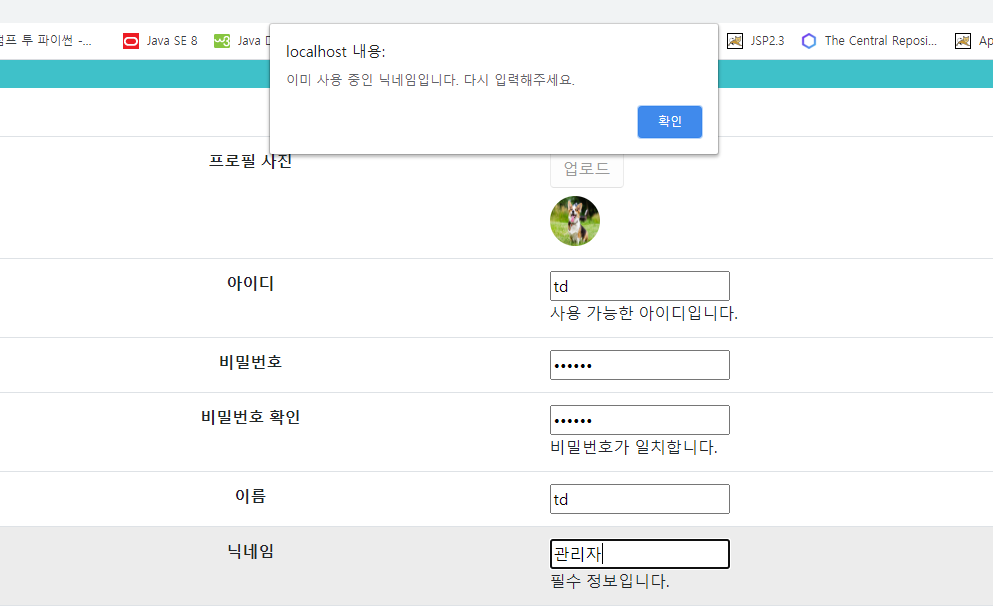 프 투 파이썬 -...
Java SE 8
Java
JSP2.3
The Central Reposi...
Ap
localhost 내용:
이미 사용 중인 닉네임입니다. 다시 입력해주세요.
확인
프로필 사진
업로드
아이디
td
사용 가능한 아이디입니다.
비밀번호
••••••
비밀번호 확인
••••••
비밀번호가 일치합니다.
이름
td
닉네임
관리자
필수 정보입니다.